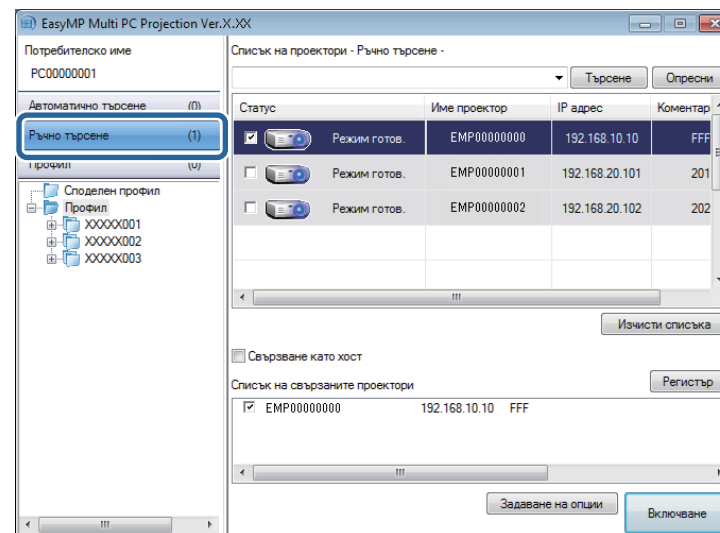 EasyMP Multi PC Projection Ver.X.XX
Потребителско име
PC00000001
Автоматично търсене (0)
Ръчно търсене (1)
Профил (0)
Споделен профил
Профил
XXXXX001
XXXXX002
XXXXX003
Списък на проектори - Ръчно търсене -
Търсене Опресни
Статус Име проектор IP адрес Коментар
Режим готов. EMP00000000 192.168.10.10 FFF
Режим готов. EMP00000001 192.168.20.101 201
Режим готов. EMP00000002 192.168.20.102 202
Изчисти списъка
Свързване като хост
Списък на свързаните проектори Регистър
EMP00000000 192.168.10.10 FFF
Задаване на опции Включване